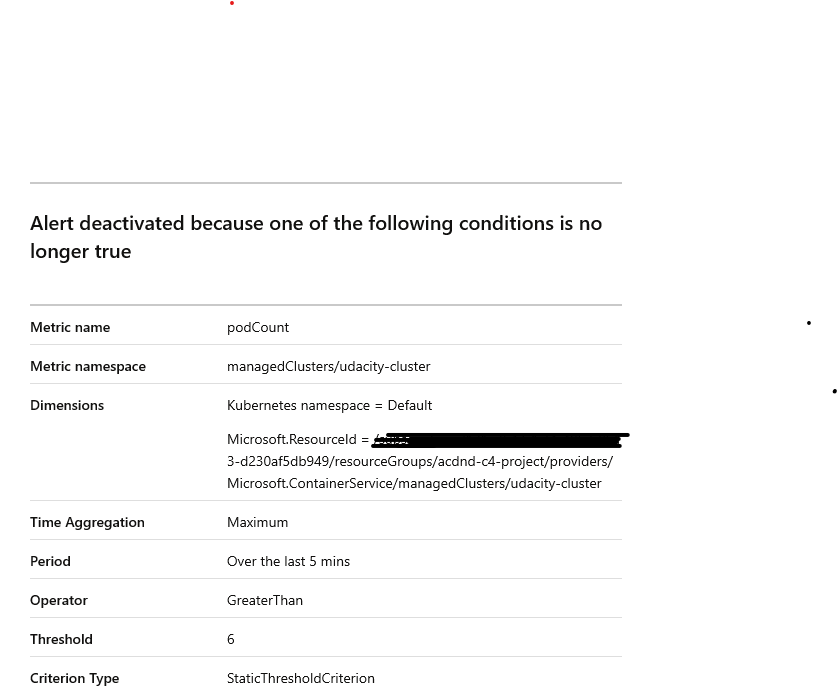 Alert deactivated because one of the following conditions is no
longer true
Metric name podCount
Metric namespace managedClusters/udacity-cluster
Dimensions Kubernetes namespace = Default
Microsoft.ResourceId =
3-d230af5db949/resourceGroups/acdnd-c4-project/providers/
Microsoft.ContainerService/managedClusters/udacity-cluster
Time Aggregation Maximum
Period Over the last 5 mins
Operator GreaterThan
Threshold 6
Criterion Type StaticThresholdCriterion